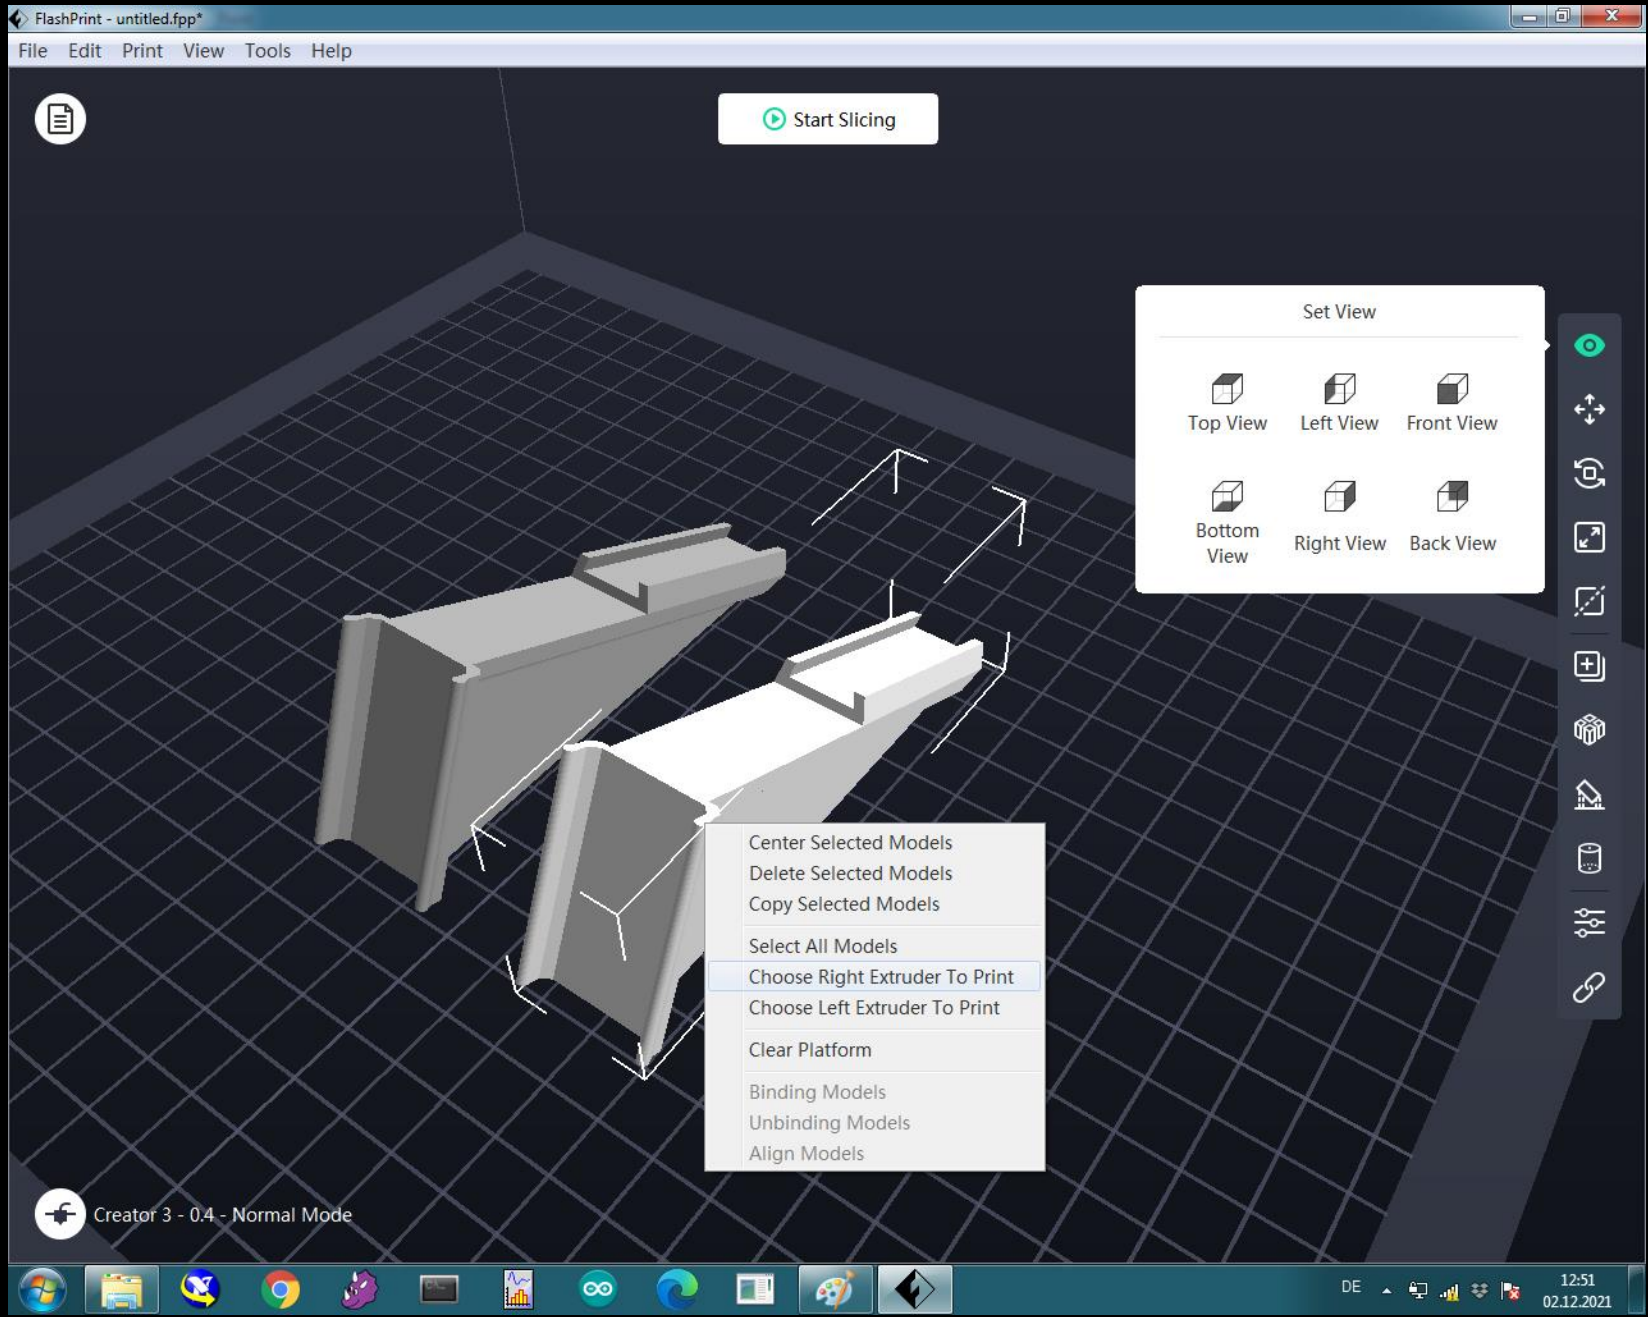 FlashPrint - untitled.fpp*
File Edit Print View Tools Help
Start Slicing
Set View
Top View Left View Front View
Bottom View Right View Back View
Center Selected Models
Delete Selected Models
Copy Selected Models
Select All Models
Choose Right Extruder To Print
Choose Left Extruder To Print
Clear Platform
Binding Models
Unbinding Models
Align Models
Creator 3 - 0.4 - Normal Mode
DE
12:51
02.12.2021